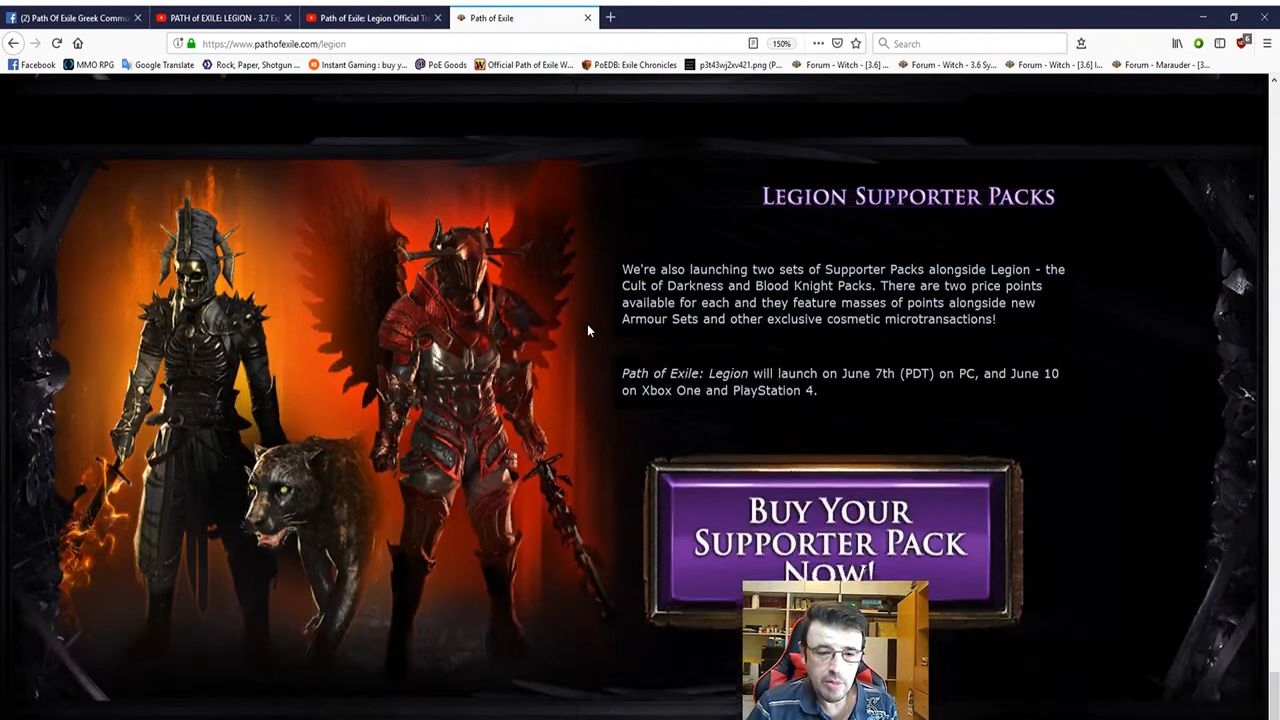 (2) Path Of Exile Greek Commu
PATH of EXILE: LEGION - 3.7 Ex
Path of Exile: Legion Official Tr
Path of Exile
https://www.pathofexile.com/legion
150%
Search
6
Facebook
MMO RPG
Google Translate
Rock, Paper, Shotgun ...
Instant Gaming : buy y...
PoE Goods
Official Path of Exile W...
PoEDB: Exile Chronicles
p3t43wj2xv421.png (P...
Forum - Witch - [3.6] ...
Forum - Witch - 3.6 Sy...
Forum - Witch - [3.6] I...
Forum - Marauder - [3...
LEGION SUPPORTER PACKS
We're also launching two sets of Supporter Packs alongside Legion - the
Cult of Darkness and Blood Knight Packs. There are two price points
available for each and they feature masses of points alongside new
Armour Sets and other exclusive cosmetic microtransactions!
Path of Exile: Legion will launch on June 7th (PDT) on PC, and June 10
on Xbox One and PlayStation 4.
BUY YOUR
SUPPORTER PACK
NOW!